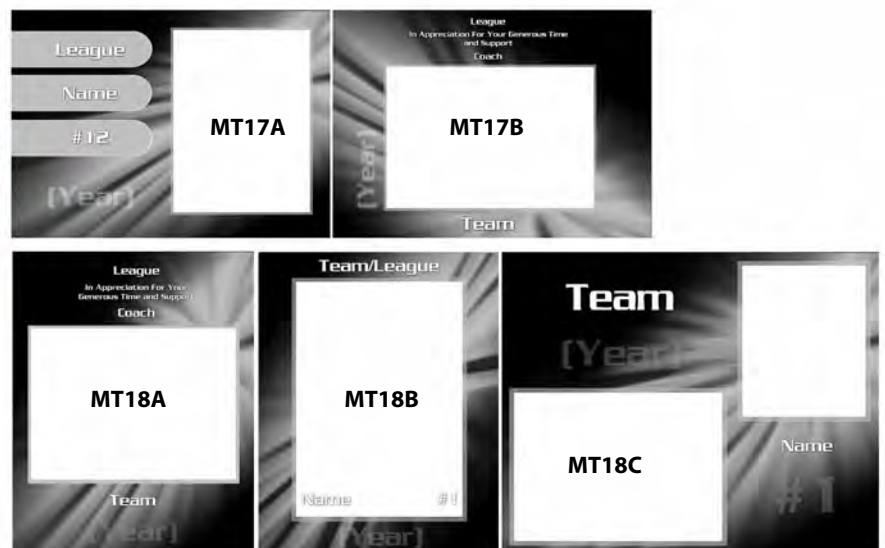 League
Name
#12
[Year]
MT17A
League
In Appreciation For Your Generous Time
and Support
Coach
[Year]
MT17B
Team
League
In Appreciation For Your
Generous Time and Support
Coach
MT18A
Team
[Year]
Team/League
MT18B
Name #1
[Year]
Team
[Year]
MT18C
Name
#1